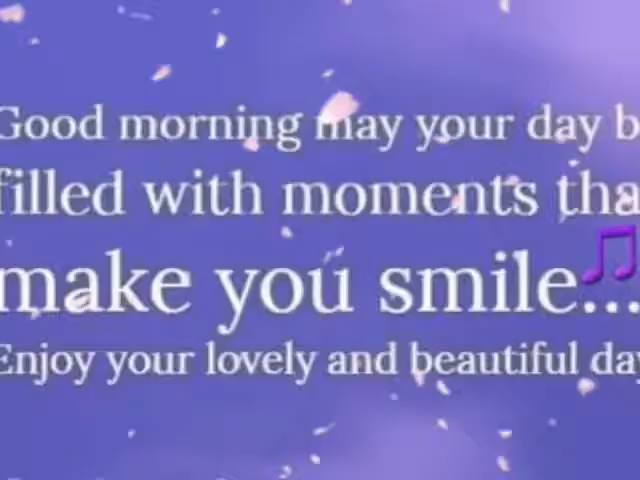 Good morning may your day b
filled with moments tha
make you smile...
Enjoy your lovely and beautiful day